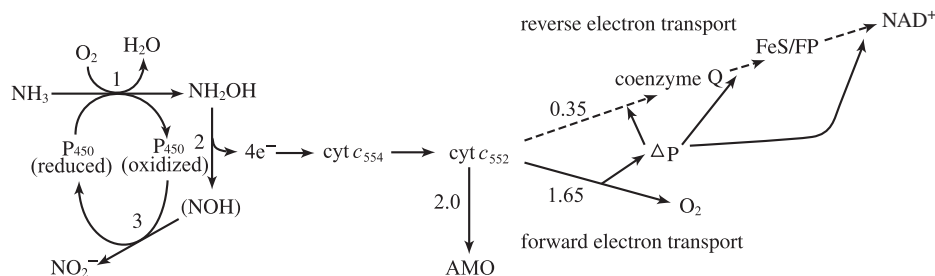 reverse electron transport
NAD⁺
FeS/FP
O₂
H₂O
1
coenzyme Q
NH₃
NH₂OH
0.35
P₄₅₀
(reduced)
P₄₅₀
(oxidized)
2
4e⁻
cyt c₅₅₄
cyt c₅₅₂
△P
2.0
1.65
O₂
3
(NOH)
forward electron transport
NO₂⁻
AMO